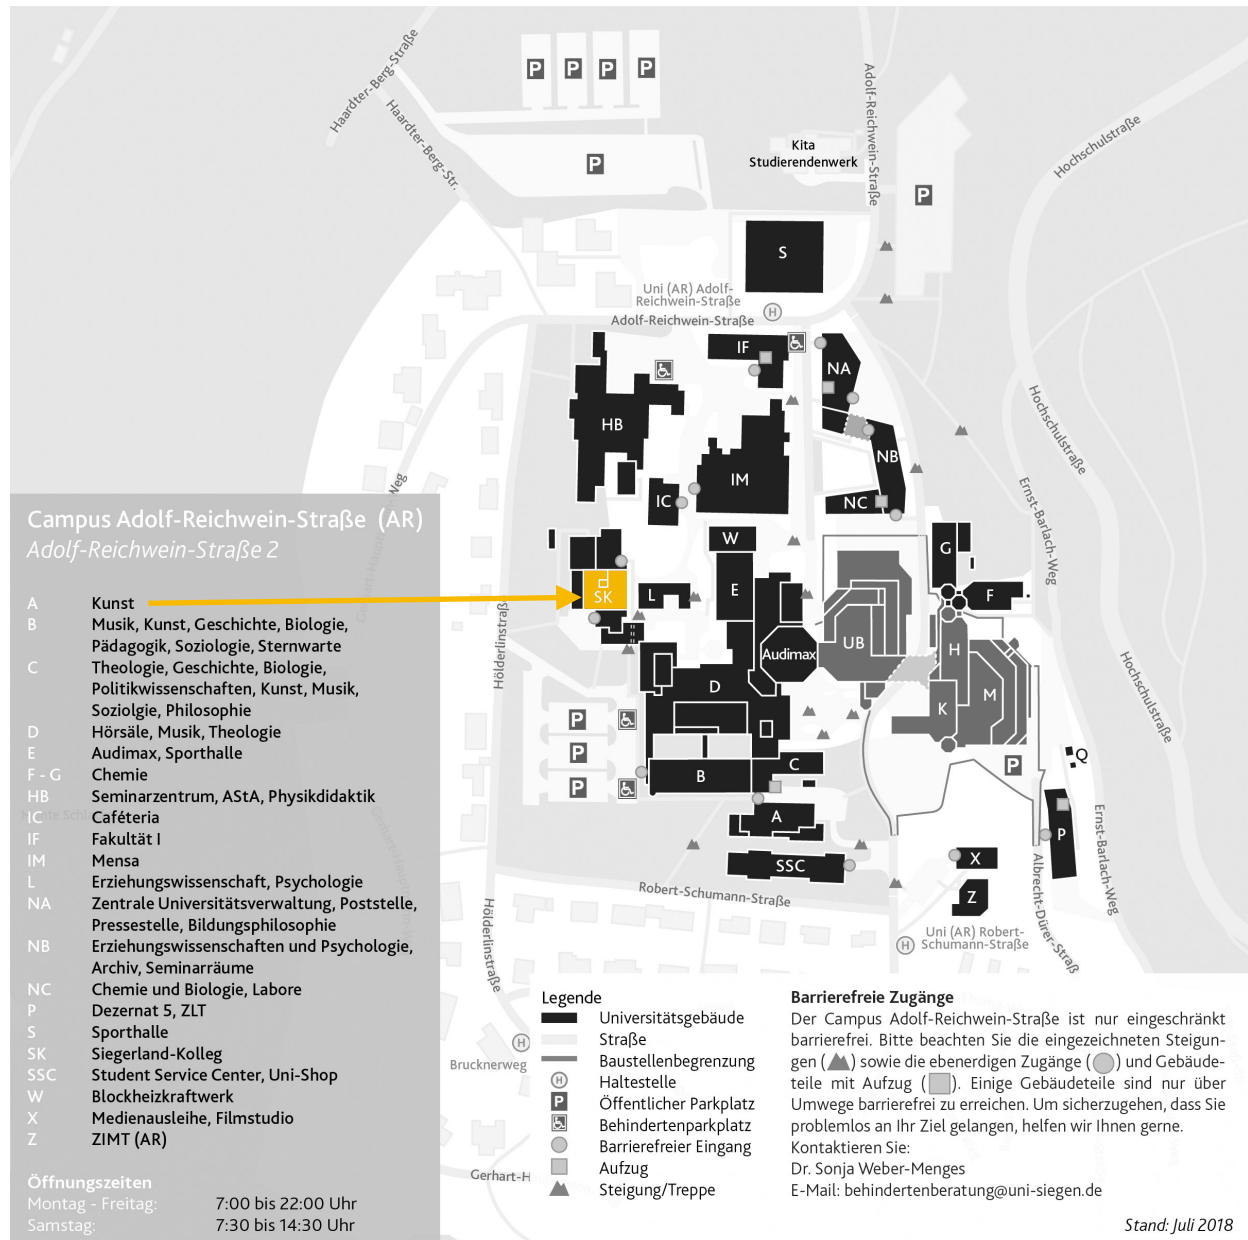 Haardter-Berg-Straße
Haardter-Berg-Str.
P
P
P
P
P
Adolf-Reichwein-Straße
Kita
Studierendenwerk
P
Hochschulstraße
S
Uni (AR) Adolf-
Reichwein-Straße
H
Adolf-Reichwein-Straße
IF
NA
HB
IM
IC
NB
NC
Hochschulstraße
Ernst-Barlach-Weg
W
E
G
F
SK
L
Audimax
UB
H
D
K
M
Hölderlinstraße
Hochschulstraße
P
P
P
B
C
A
SSC
P
Q
P
X
Z
Ernst-Barlach-Weg
Albrecht-Dürer-Straß
Robert-Schumann-Straße
Uni (AR) Robert-
Schumann-Straße
H
Hölderlinstraße
H
Brucknerweg
Gerhart-H
Weg
Campus Adolf-Reichwein-Straße (AR)
Adolf-Reichwein-Straße 2
A Kunst
B Musik, Kunst, Geschichte, Biologie,
Pädagogik, Soziologie, Sternwarte
C Theologie, Geschichte, Biologie,
Politikwissenschaften, Kunst, Musik,
Soziolgie, Philosophie
D Hörsäle, Musik, Theologie
E Audimax, Sporthalle
F - G Chemie
HB Seminarzentrum, AStA, Physikdidaktik
IC Caféteria
IF Fakultät I
IM Mensa
L Erziehungswissenschaft, Psychologie
NA Zentrale Universitätsverwaltung, Poststelle,
Pressestelle, Bildungsphilosophie
NB Erziehungswissenschaften und Psychologie,
Archiv, Seminarräume
NC Chemie und Biologie, Labore
P Dezernat 5, ZLT
S Sporthalle
SK Siegerland-Kolleg
SSC Student Service Center, Uni-Shop
W Blockheizkraftwerk
X Medienausleihe, Filmstudio
Z ZIMT (AR)
Öffnungszeiten
Montag - Freitag: 7:00 bis 22:00 Uhr
Samstag: 7:30 bis 14:30 Uhr
Legende
Universitätsgebäude
Straße
Baustellenbegrenzung
H Haltestelle
P Öffentlicher Parkplatz
Behindertenparkplatz
Barrierefreier Eingang
Aufzug
Steigung/Treppe
Barrierefreie Zugänge
Der Campus Adolf-Reichwein-Straße ist nur eingeschränkt
barrierefrei. Bitte beachten Sie die eingezeichneten Steigun-
gen ( ) sowie die ebenerdigen Zugänge ( ) und Gebäude-
teile mit Aufzug ( ). Einige Gebäudeteile sind nur über
Umwege barrierefrei zu erreichen. Um sicherzugehen, dass Sie
problemlos an Ihr Ziel gelangen, helfen wir Ihnen gerne.
Kontaktieren Sie:
Dr. Sonja Weber-Menges
E-Mail: behindertenberatung@uni-siegen.de
Stand: Juli 2018